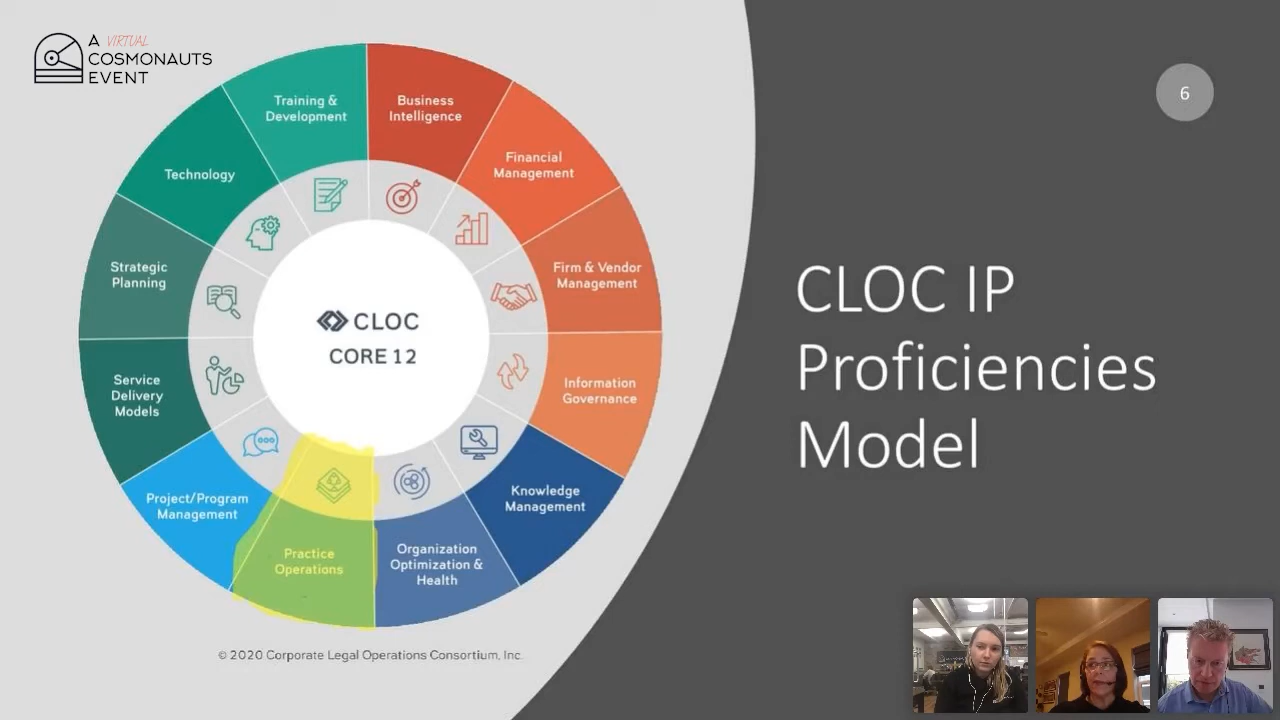 A VIRTUAL
COSMONAUTS
EVENT
6
Training &
Development
Business
Intelligence
Technology
Financial
Management
Strategic
Planning
Firm & Vendor
Management
CLOC
CORE 12
Service
Delivery
Models
Information
Governance
Project/Program
Management
Knowledge
Management
Practice
Operations
Organization
Optimization &
Health
© 2020 Corporate Legal Operations Consortium, Inc.
CLOC IP
Proficiencies
Model